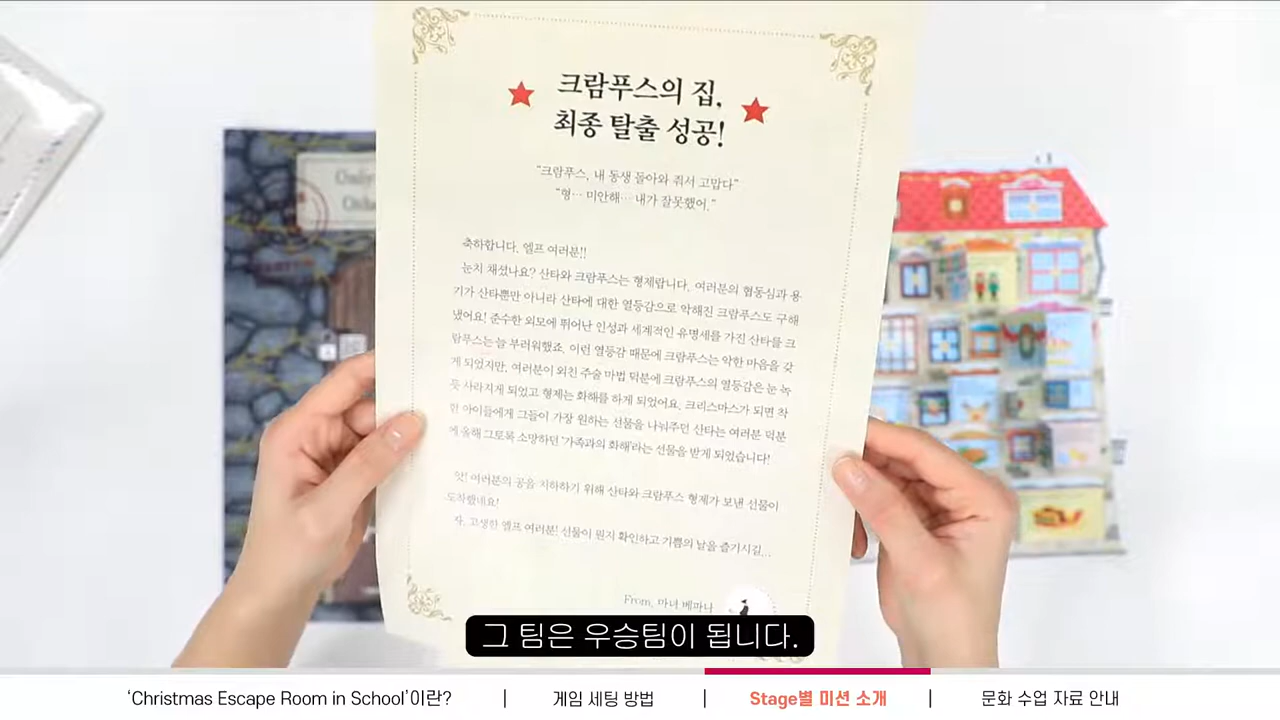 크람푸스의 집,
최종 탈출 성공!
"크람푸스, 내 동생 돌아와 줘서 고맙다"
"형… 미안해… 내가 잘못했어."
축하합니다. 엘프 여러분!!
눈치 채셨나요? 산타와 크람푸스는 형제랍니다. 여러분의 협동심과 용
기가 산타뿐만 아니라 산타에 대한 열등감으로 악해진 크람푸스도 구해
냈어요! 준수한 외모에 뛰어난 인성과 세계적인 유명세를 가진 산타를 크
람푸스는 늘 부러워했죠. 이런 열등감 때문에 크람푸스는 악한 마음을 갖
게 되었지만, 여러분이 외친 주술 마법 덕분에 크람푸스의 열등감은 눈 녹
듯 사라지게 되었고 형제는 화해를 하게 되었어요. 크리스마스가 되면 착
한 아이들에게 그들이 가장 원하는 선물을 나눠주던 산타는 여러분 덕분
에 올해 그토록 소망하던 '가족과의 화해'라는 선물을 받게 되었습니다!
앗! 여러분의 공을 치하하기 위해 산타와 크람푸스 형제가 보낸 선물이
도착했네요!
자, 고생한 엘프 여러분! 선물이 뭔지 확인하고 기쁨의 날을 즐기시길...
From. 마녀 베파나
그 팀은 우승팀이 됩니다.
'Christmas Escape Room in School'이란? | 게임 세팅 방법 | Stage별 미션 소개 | 문화 수업 자료 안내